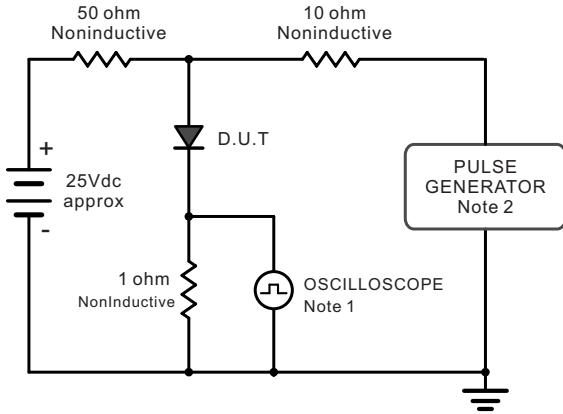 50 ohm
Noninductive
10 ohm
Noninductive
D.U.T
+
25Vdc
approx
-
PULSE
GENERATOR
Note 2
1 ohm
NonInductive
OSCILLOSCOPE
Note 1